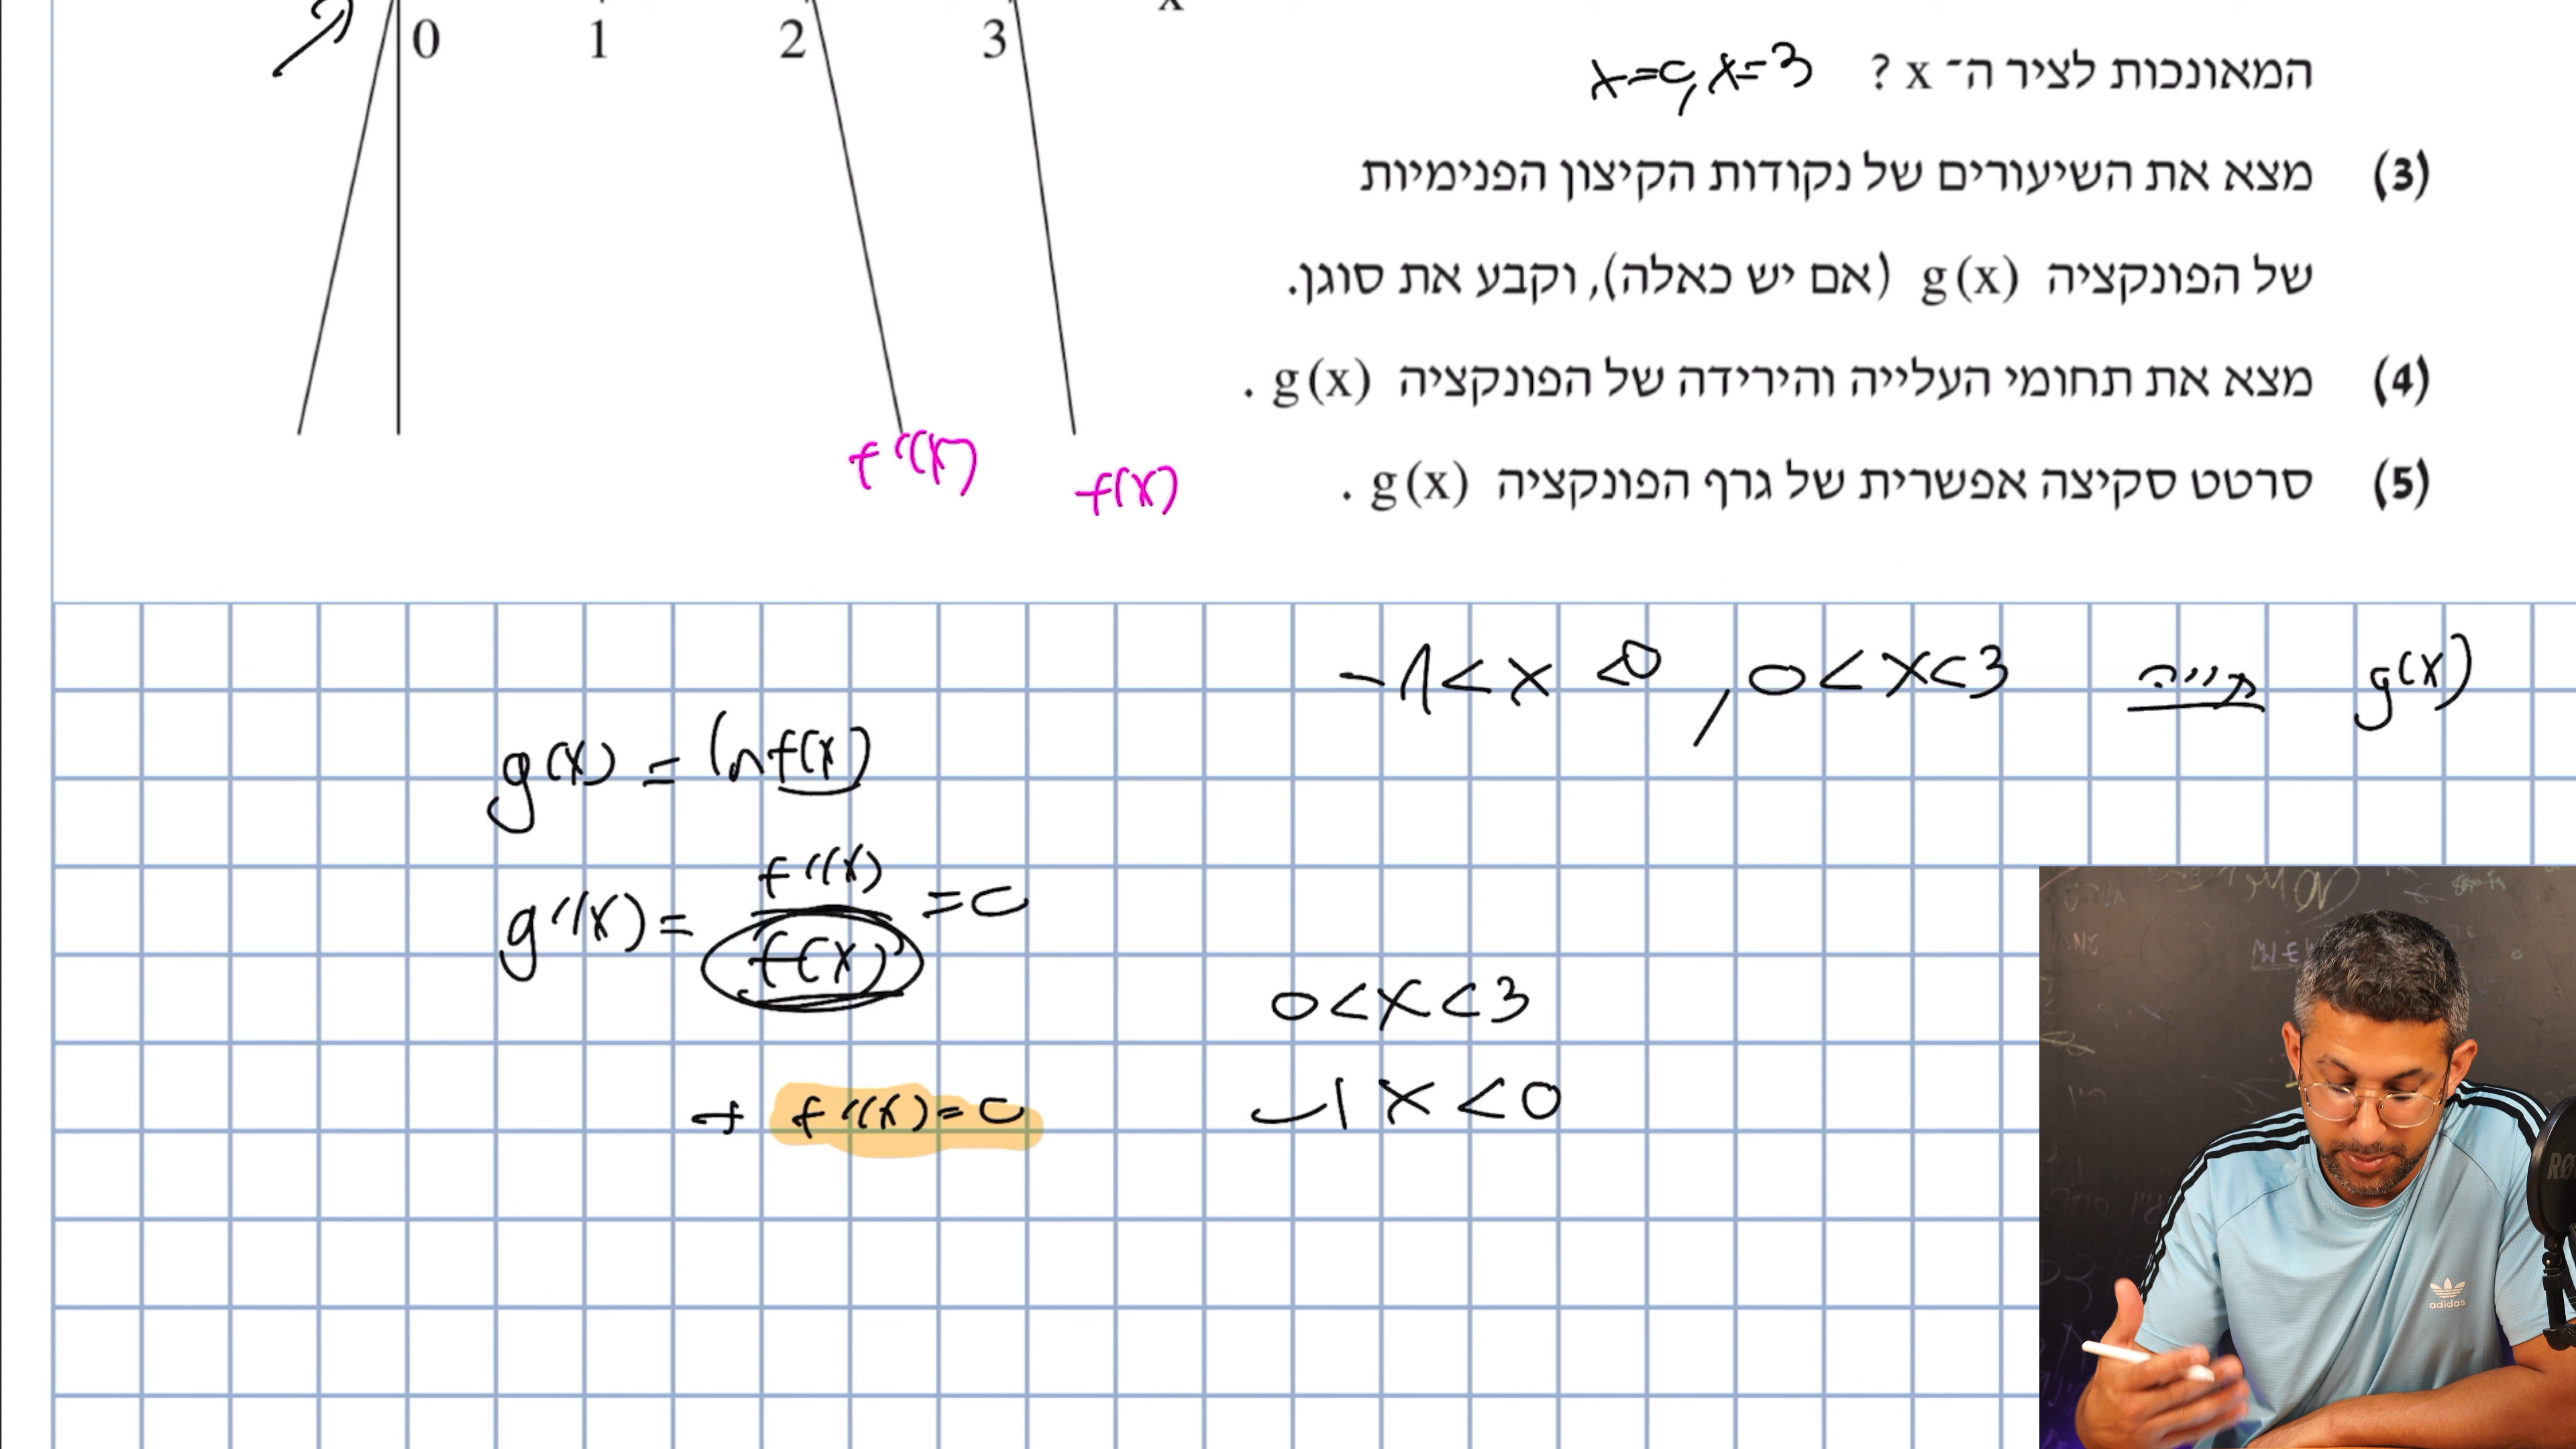 0 1 2 3 x
המאונכות לציר ה־ x ? x=0, x=3
(3) מצא את השיעורים של נקודות הקיצון הפנימיות
של הפונקציה g(x) (אם יש כאלה), וקבע את סוגן.
(4) מצא את תחומי העלייה והירידה של הפונקציה g(x) .
(5) סרטט סקיצה אפשרית של גרף הפונקציה g(x) .
f'(x) f(x)
g(x) -1<x<0, 0<x<3
g(x) = ln f(x)
g'(x) = f'(x) / f(x) = 0
0<x<3
→ f'(x)=0
-1 x<0
adidas